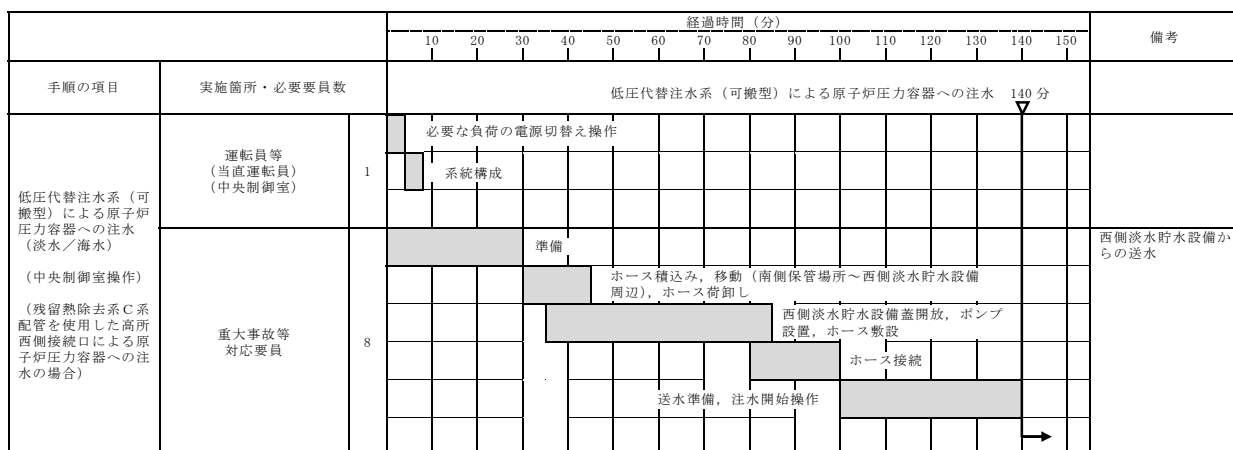 経過時間（分）
10 20 30 40 50 60 70 80 90 100 110 120 130 140 150
備考
手順の項目
実施箇所・必要要員数
低圧代替注水系（可搬型）による原子炉圧力容器への注水 140 分
低圧代替注水系（可
搬型）による原子炉
圧力容器への注水
（淡水／海水）
（中央制御室操作）
（残留熱除去系Ｃ系
配管を使用した高所
西側接続口による原
子炉圧力容器への注
水の場合）
運転員等
（当直運転員）
（中央制御室）
1
必要な負荷の電源切替え操作
系統構成
重大事故等
対応要員
8
準備
ホース積込み，移動（南側保管場所～西側淡水貯水設備
周辺），ホース荷卸し
西側淡水貯水設備蓋開放，ポンプ
設置，ホース敷設
ホース接続
送水準備，注水開始操作
西側淡水貯水設備か
らの送水